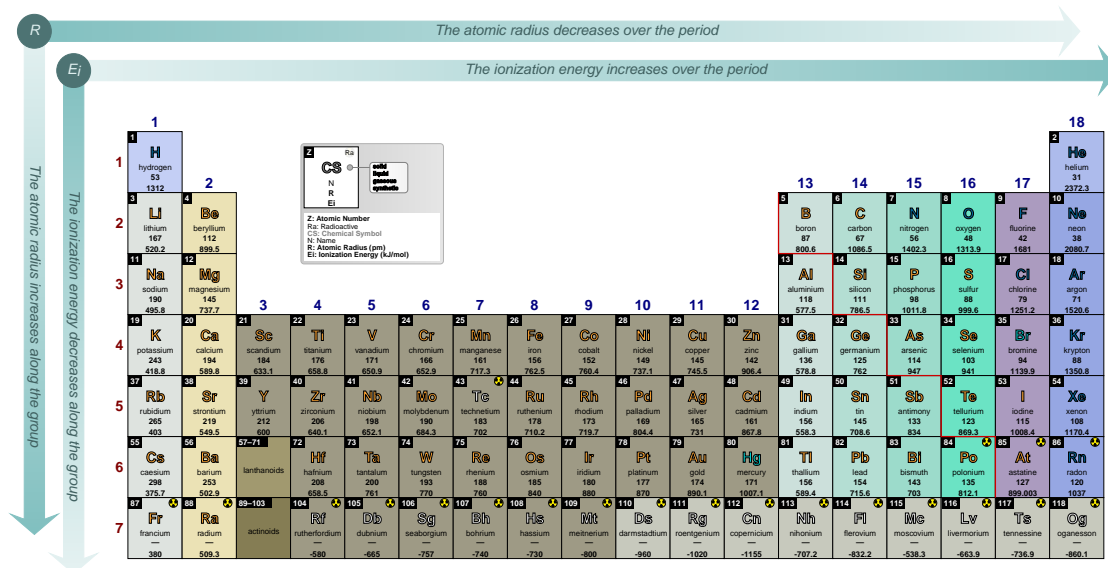 R
The atomic radius decreases over the period
Ei
The ionization energy increases over the period
The atomic radius increases along the group
The ionization energy decreases along the group
1 18
1 2 3 4 5 6 7
2 13 14 15 16 17
3 4 5 6 7 8 9 10 11 12
Z
Ra
CS
N
R
Ei
solid
liquid
gaseous
synthetic
Z: Atomic Number
Ra: Radioactive
CS: Chemical Symbol
N: Name
R: Atomic Radius (pm)
Ei: Ionization Energy (kJ/mol)
1 H hydrogen 53 1312
2 He helium 31 2372.3
3 Li lithium 167 520.2
4 Be beryllium 112 899.5
5 B boron 87 800.6
6 C carbon 67 1086.5
7 N nitrogen 56 1402.3
8 O oxygen 48 1313.9
9 F fluorine 42 1681
10 Ne neon 38 2080.7
11 Na sodium 190 495.8
12 Mg magnesium 145 737.7
13 Al aluminium 118 577.5
14 Si silicon 111 786.5
15 P phosphorus 98 1011.8
16 S sulfur 88 999.6
17 Cl chlorine 79 1251.2
18 Ar argon 71 1520.6
19 K potassium 243 418.8
20 Ca calcium 194 589.8
21 Sc scandium 184 633.1
22 Ti titanium 176 658.8
23 V vanadium 171 650.9
24 Cr chromium 166 652.9
25 Mn manganese 161 717.3
26 Fe iron 156 762.5
27 Co cobalt 152 760.4
28 Ni nickel 149 737.1
29 Cu copper 145 745.5
30 Zn zinc 142 906.4
31 Ga gallium 136 578.8
32 Ge germanium 125 762
33 As arsenic 114 947
34 Se selenium 103 941
35 Br bromine 94 1139.9
36 Kr krypton 88 1350.8
37 Rb rubidium 265 403
38 Sr strontium 219 549.5
39 Y yttrium 212 600
40 Zr zirconium 206 640.1
41 Nb niobium 198 652.1
42 Mo molybdenum 190 684.3
43 Tc technetium 183 702
44 Ru ruthenium 178 710.2
45 Rh rhodium 173 719.7
46 Pd palladium 169 804.4
47 Ag silver 165 731
48 Cd cadmium 161 867.8
49 In indium 156 558.3
50 Sn tin 145 708.6
51 Sb antimony 133 834
52 Te tellurium 123 869.3
53 I iodine 115 1008.4
54 Xe xenon 108 1170.4
55 Cs caesium 298 375.7
56 Ba barium 253 502.9
57–71 lanthanoids
72 Hf hafnium 208 658.5
73 Ta tantalum 200 761
74 W tungsten 193 770
75 Re rhenium 188 760
76 Os osmium 185 840
77 Ir iridium 180 880
78 Pt platinum 177 870
79 Au gold 174 890.1
80 Hg mercury 171 1007.1
81 Tl thallium 156 589.4
82 Pb lead 154 715.6
83 Bi bismuth 143 703
84 Po polonium 135 812.1
85 At astatine 127 899.003
86 Rn radon 120 1037
87 Fr francium — 380
88 Ra radium — 509.3
89–103 actinoids
104 Rf rutherfordium — -580
105 Db dubnium — -665
106 Sg seaborgium — -757
107 Bh bohrium — -740
108 Hs hassium — -730
109 Mt meitnerium — -800
110 Ds darmstadtium — -960
111 Rg roentgenium — -1020
112 Cn copernicium — -1155
113 Nh nihonium — -707.2
114 Fl flerovium — -832.2
115 Mc moscovium — -538.3
116 Lv livermorium — -663.9
117 Ts tennessine — -736.9
118 Og oganesson — -860.1